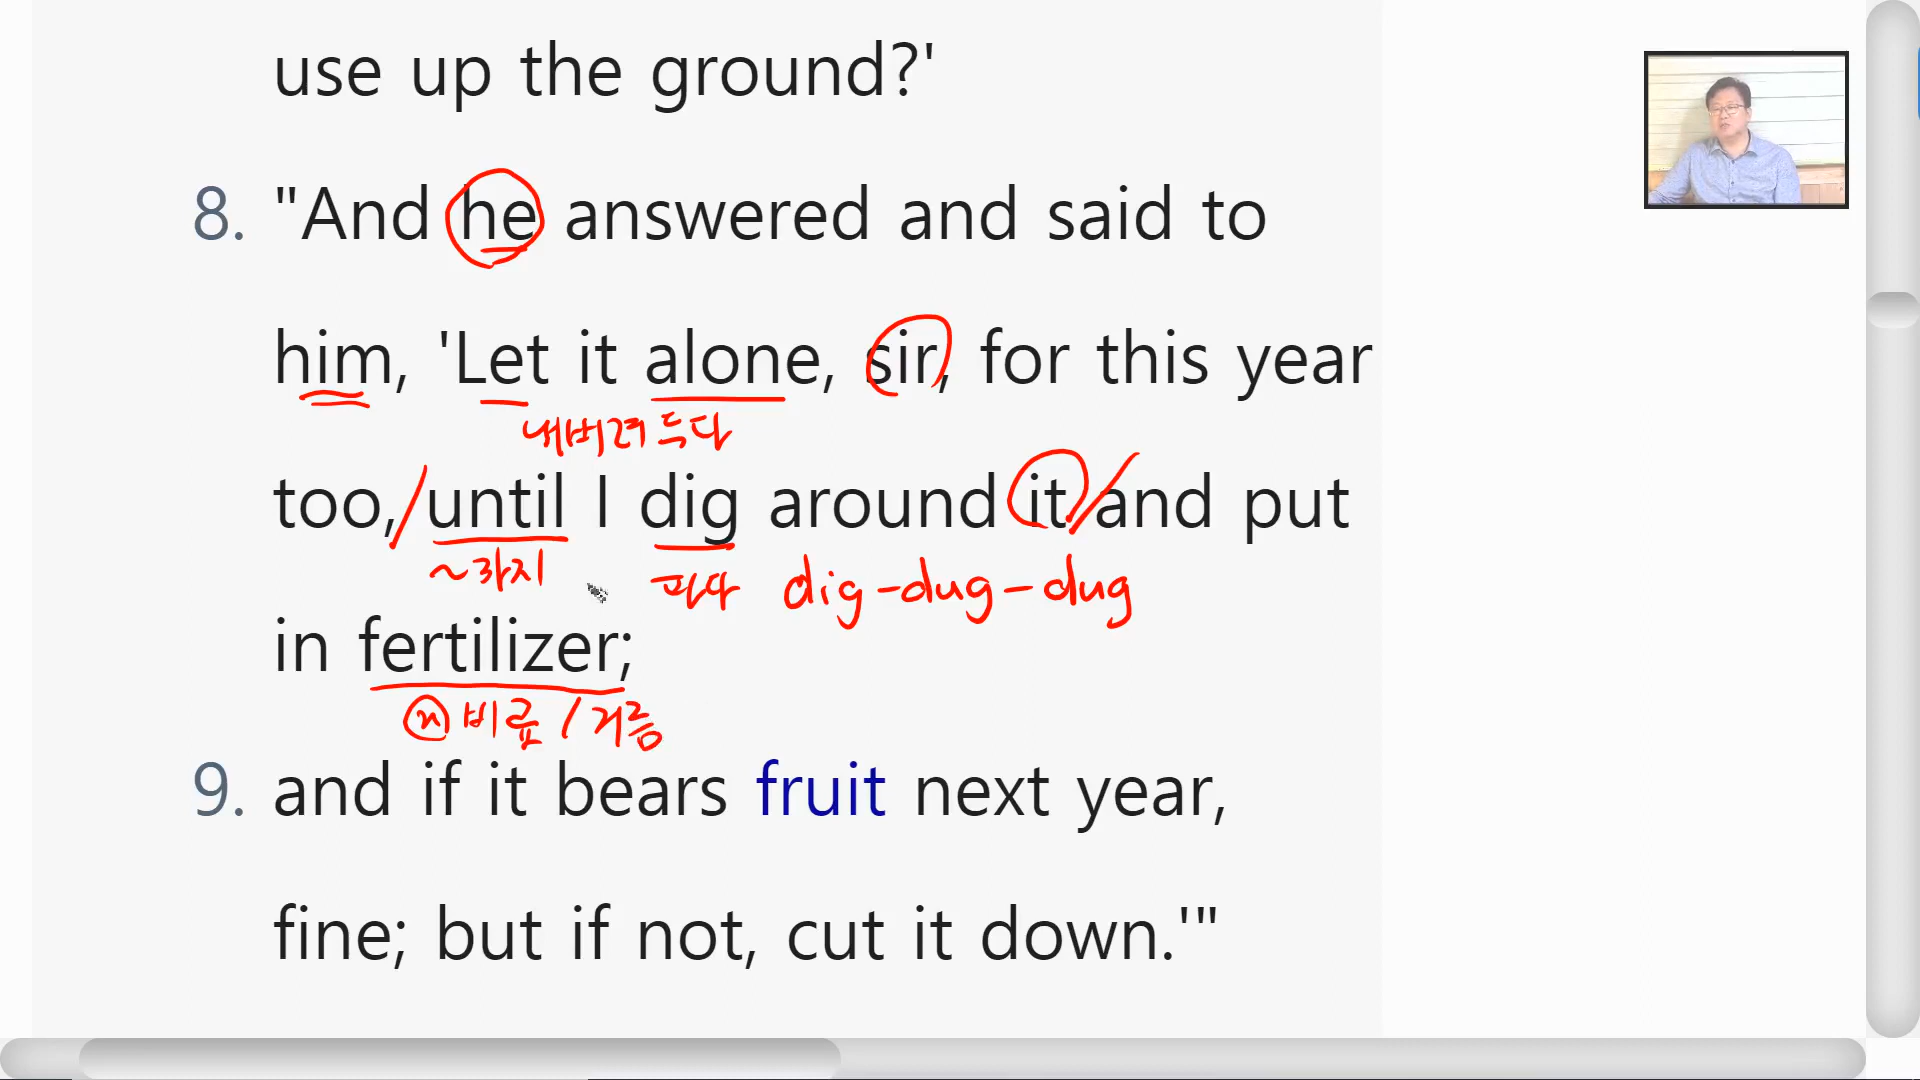 use up the ground?'
8. "And he answered and said to
him, 'Let it alone, sir, for this year
내버려 두다
too, / until I dig around it / and put
~까지 파다 dig-dug-dug
in fertilizer;
ⓝ 비료 / 거름
9. and if it bears fruit next year,
fine; but if not, cut it down.'"